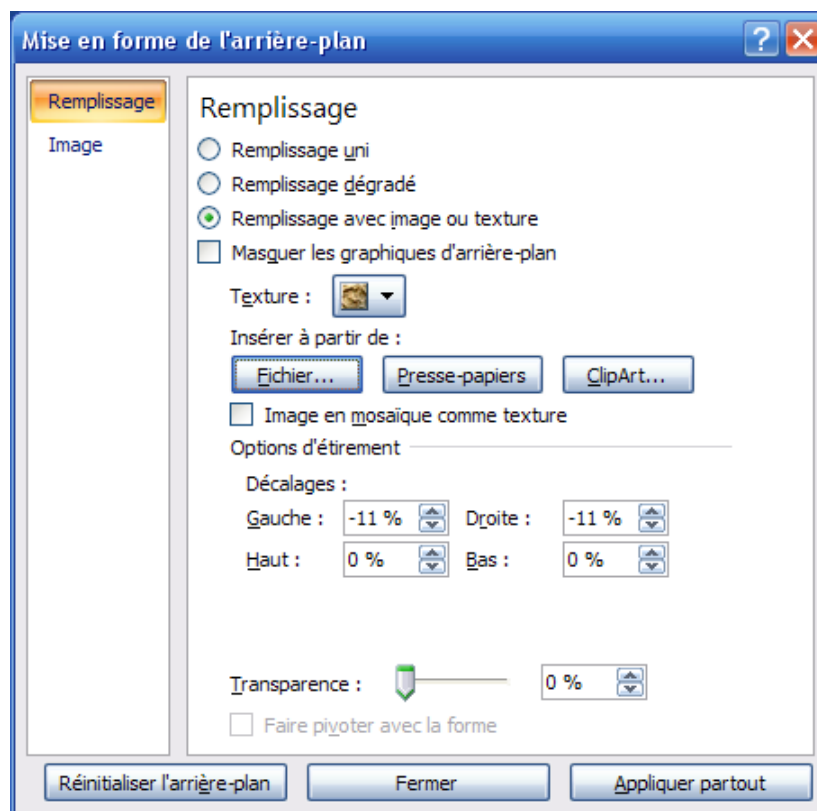 Mise en forme de l'arrière-plan
Remplissage
Image
Remplissage
Remplissage uni
Remplissage dégradé
Remplissage avec image ou texture
Masquer les graphiques d'arrière-plan
Texture :
Insérer à partir de :
Fichier... Presse-papiers ClipArt...
Image en mosaïque comme texture
Options d'étirement
Décalages :
Gauche : -11 % Droite : -11 %
Haut : 0 % Bas : 0 %
Transparence : 0 %
Faire pivoter avec la forme
Réinitialiser l'arrière-plan Fermer Appliquer partout